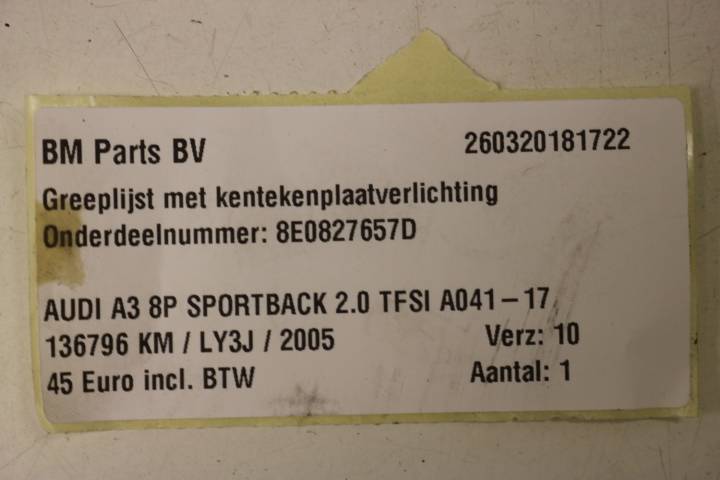 BM Parts BV 260320181722
Greeplijst met kentekenplaatverlichting
Onderdeelnummer: 8E0827657D
AUDI A3 8P SPORTBACK 2.0 TFSI A041-17
136796 KM / LY3J / 2005 Verz: 10
45 Euro incl. BTW Aantal: 1